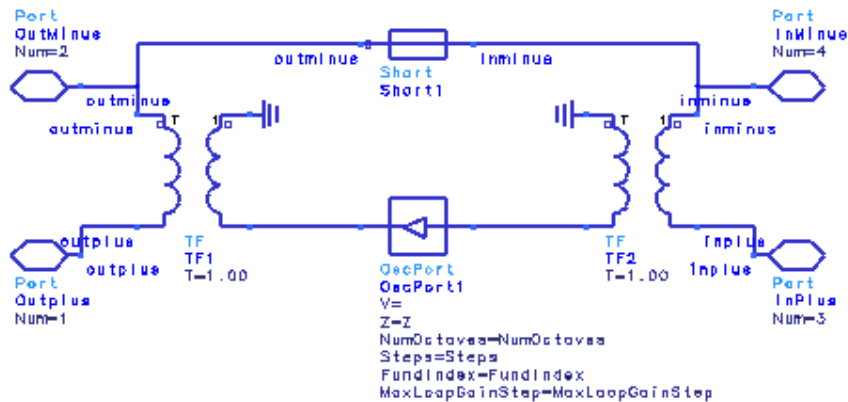 Port
OutMinus
Num=2
Port
InMinus
Num=4
outminus
inminus
Short
Short1
outminus
outminus
T
1
T
1
inminus
inminus
outplus
outplus
TF
TF1
T=1.00
OscPort
OscPort1
V=
Z=Z
NumOctaves=NumOctaves
Steps=Steps
FundIndex=FundIndex
MaxLoopGainStep=MaxLoopGainStep
TF
TF2
T=1.00
inplus
inplus
Port
Outplus
Num=1
Port
InPlus
Num=3